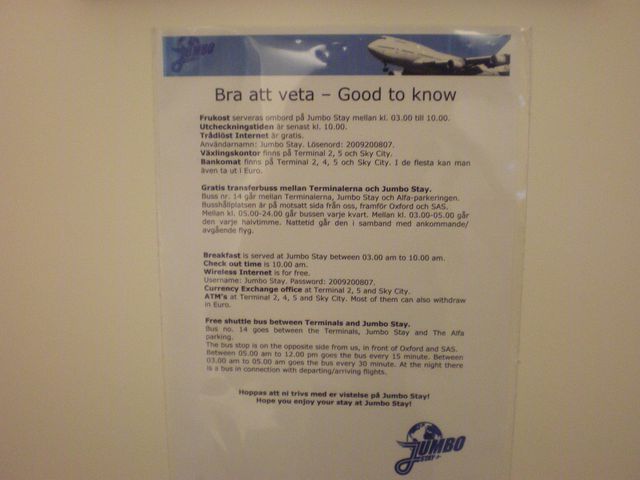 JUMBO
Bra att veta – Good to know
Frukost serveras ombord på Jumbo Stay mellan kl. 03.00 till 10.00.
Utcheckningstiden är senast kl. 10.00.
Trådlöst Internet är gratis.
Användarnamn: Jumbo Stay. Lösenord: 2009200807.
Växlingskontor finns på Terminal 2, 5 och Sky City.
Bankomat finns på Terminal 2, 4, 5 och Sky City. I de flesta kan man
även ta ut i Euro.
Gratis transferbuss mellan Terminalerna och Jumbo Stay.
Buss nr. 14 går mellan Terminalerna, Jumbo Stay och Alfa-parkeringen.
Busshållplatsen är på motsatt sida från oss, framför Oxford och SAS.
Mellan kl. 05.00-24.00 går bussen varje kvart. Mellan kl. 03.00-05.00 går
den varje halvtimme. Nattetid går den i samband med ankommande/
avgående flyg.
Breakfast is served at Jumbo Stay between 03.00 am to 10.00 am.
Check out time is 10.00 am.
Wireless Internet is for free.
Username: Jumbo Stay. Password: 2009200807.
Currency Exchange office at Terminal 2, 5 and Sky City.
ATM's at Terminal 2, 4, 5 and Sky City. Most of them can also withdraw
in Euro.
Free shuttle bus between Terminals and Jumbo Stay.
Bus no. 14 goes between the Terminals, Jumbo Stay and The Alfa
parking.
The bus stop is on the opposite side from us, in front of Oxford and SAS.
Between 05.00 am to 12.00 pm goes the bus every 15 minute. Between
03.00 am to 05.00 am goes the bus every 30 minute. At the night there
is a bus in connection with departing/arriving flights.
Hoppas att ni trivs med er vistelse på Jumbo Stay!
Hope you enjoy your stay at Jumbo Stay!
JUMBO
STAY